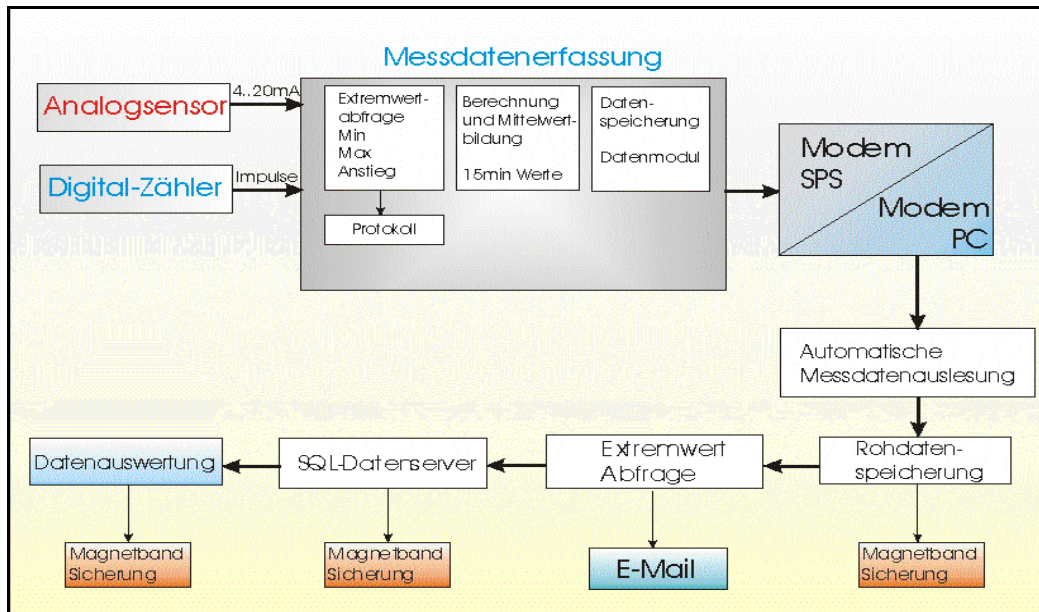 Messdatenerfassung
Analogsensor
4..20mA
Digital-Zähler
Impulse
Extremwert-
abfrage
Min
Max
Anstieg
Protokoll
Berechnung
und Mittelwert-
bildung
15min Werte
Daten-
speicherung
Datenmodul
Modem
SPS
Modem
PC
Automatische
Messdatenauslesung
Rohdaten-
speicherung
Extremwert
Abfrage
SQL-Datenserver
Datenauswertung
Magnetband
Sicherung
Magnetband
Sicherung
E-Mail
Magnetband
Sicherung